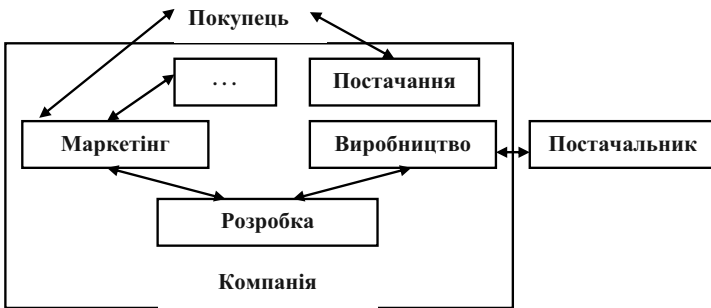 Покупець
...
Постачання
Маркетінг
Виробництво
Постачальник
Розробка
Компанія